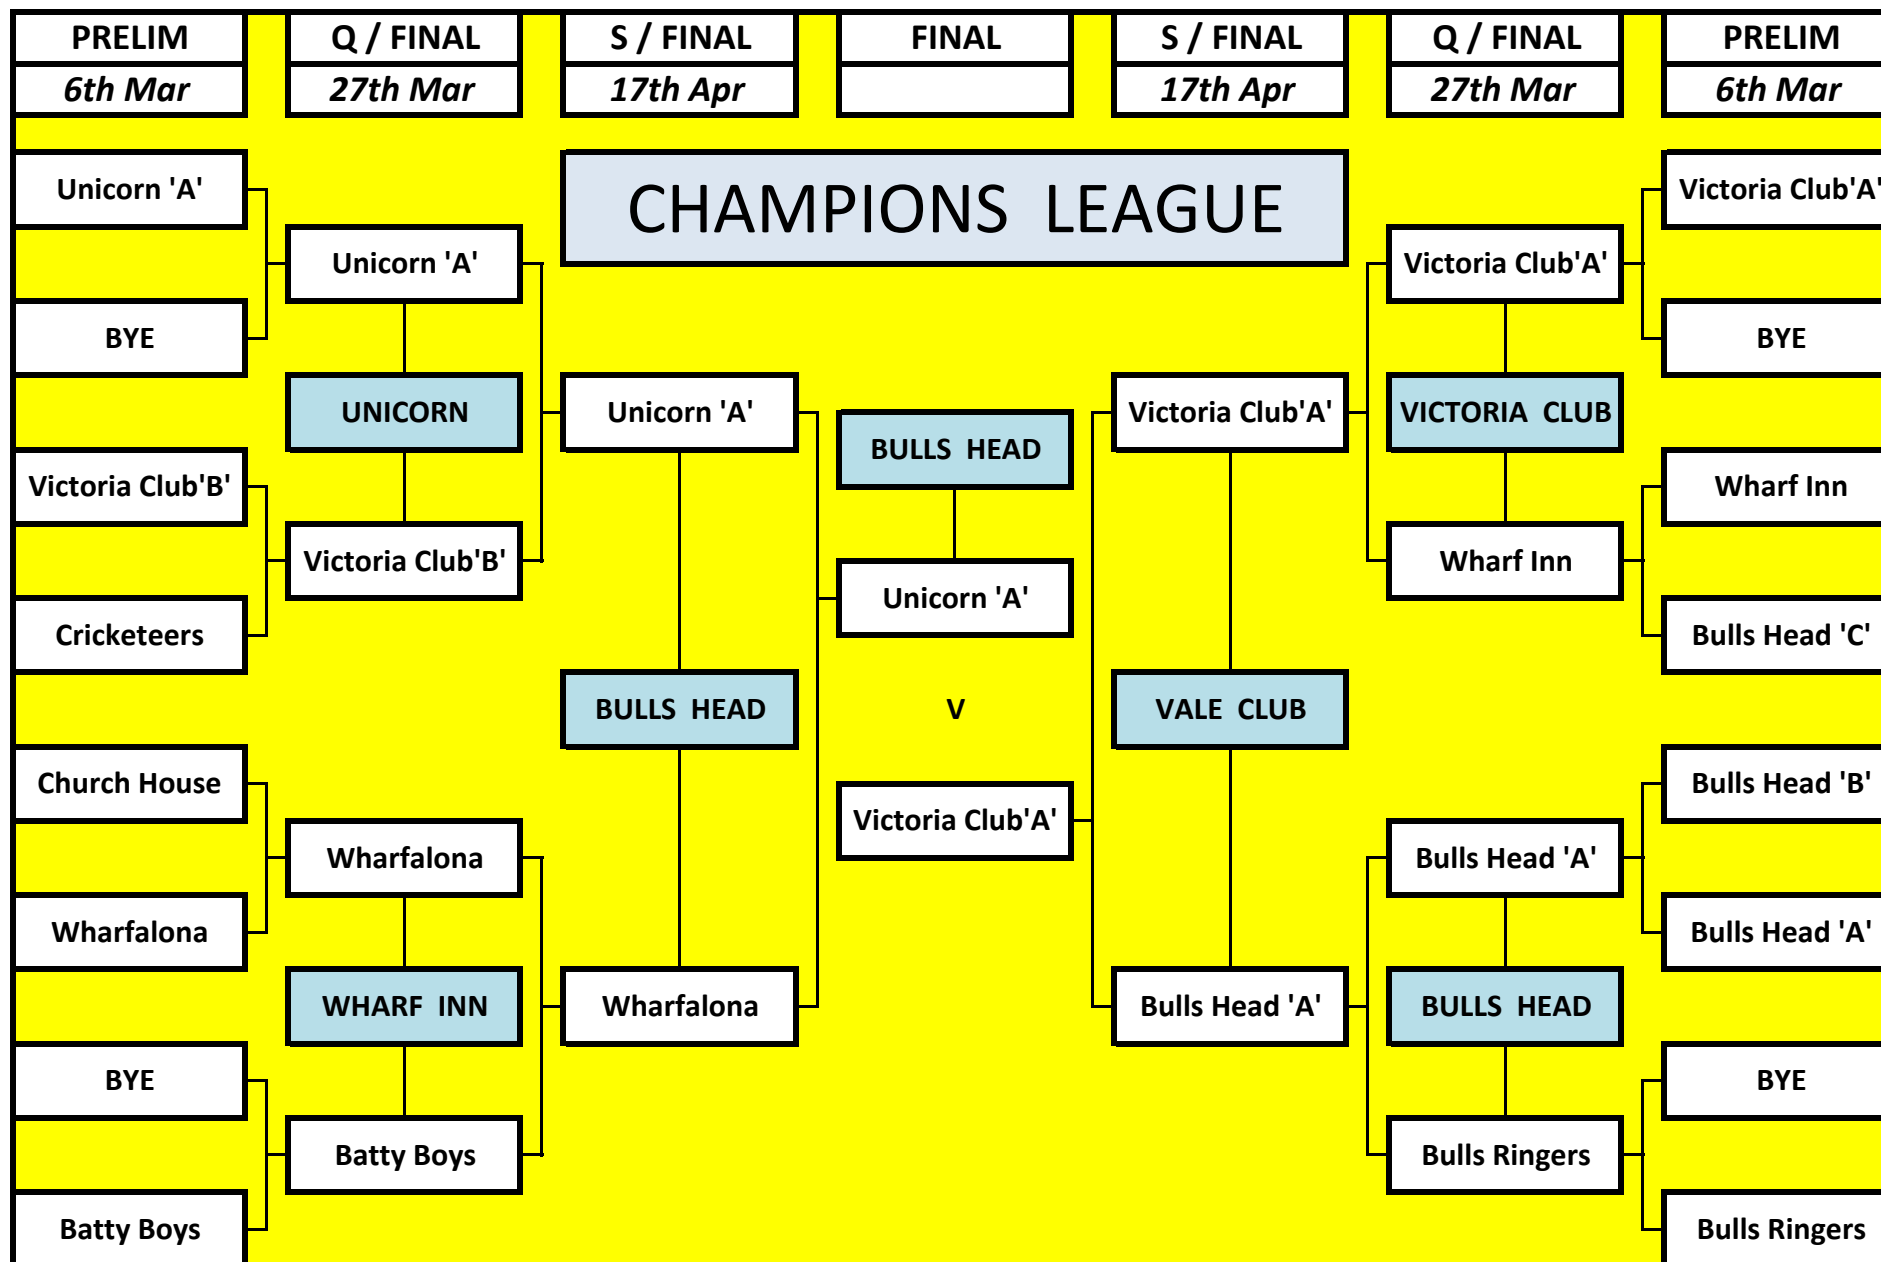 PRELIM
Q / FINAL
S / FINAL
FINAL
S / FINAL
Q / FINAL
PRELIM
6th Mar
27th Mar
17th Apr
17th Apr
27th Mar
6th Mar
CHAMPIONS LEAGUE
Unicorn 'A'
Victoria Club'A'
Unicorn 'A'
Victoria Club'A'
BYE
BYE
UNICORN
Unicorn 'A'
Victoria Club'A'
VICTORIA CLUB
BULLS HEAD
Victoria Club'B'
Wharf Inn
Victoria Club'B'
Wharf Inn
Unicorn 'A'
Cricketeers
Bulls Head 'C'
BULLS HEAD
V
VALE CLUB
Church House
Bulls Head 'B'
Victoria Club'A'
Wharfalona
Bulls Head 'A'
Wharfalona
Bulls Head 'A'
WHARF INN
Wharfalona
Bulls Head 'A'
BULLS HEAD
BYE
BYE
Batty Boys
Bulls Ringers
Batty Boys
Bulls Ringers